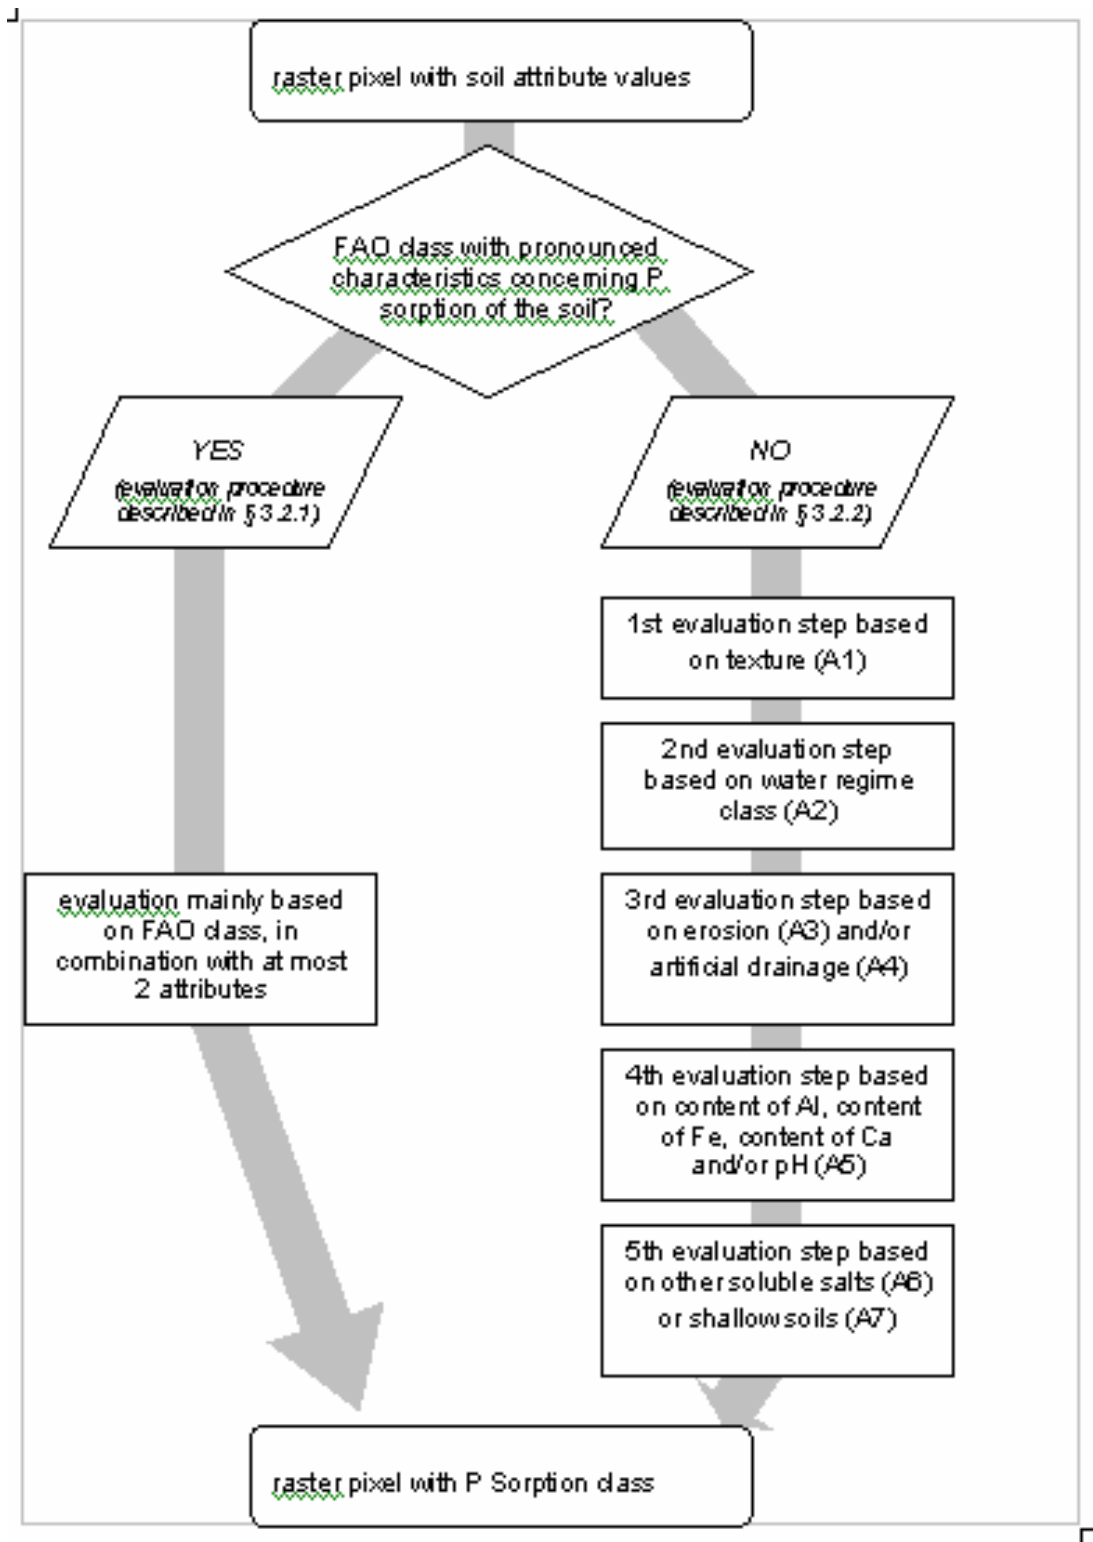 raster pixel with soil attribute values
FAO class with pronounced
characteristics concerning P
sorption of the soil?
YES
(evaluation procedure
described in § 3.2.1)
NO
(evaluation procedure
described in § 3.2.2)
1st evaluation step based
on texture (A1)
2nd evaluation step
based on water regime
class (A2)
3rd evaluation step based
on erosion (A3) and/or
artificial drainage (A4)
evaluation mainly based
on FAO class, in
combination with at most
2 attributes
4th evaluation step based
on content of Al, content
of Fe, content of Ca
and/or pH (A5)
5th evaluation step based
on other soluble salts (A6)
or shallow soils (A7)
raster pixel with P Sorption class